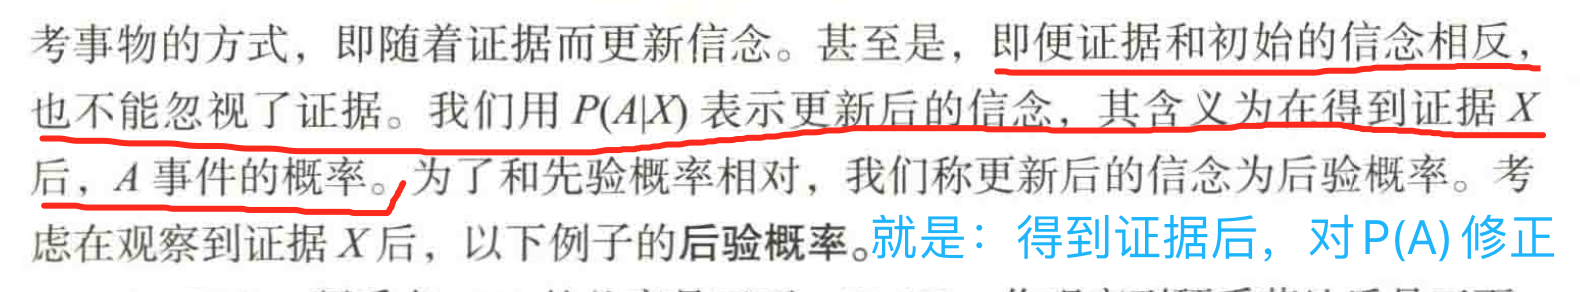 考事物的方式，即随着证据而更新信念。甚至是，即便证据和初始的信念相反，
也不能忽视了证据。我们用 P(A|X) 表示更新后的信念，其含义为在得到证据 X
后，A 事件的概率。为了和先验概率相对，我们称更新后的信念为后验概率。考
虑在观察到证据 X 后，以下例子的后验概率。就是：得到证据后，对P(A) 修正